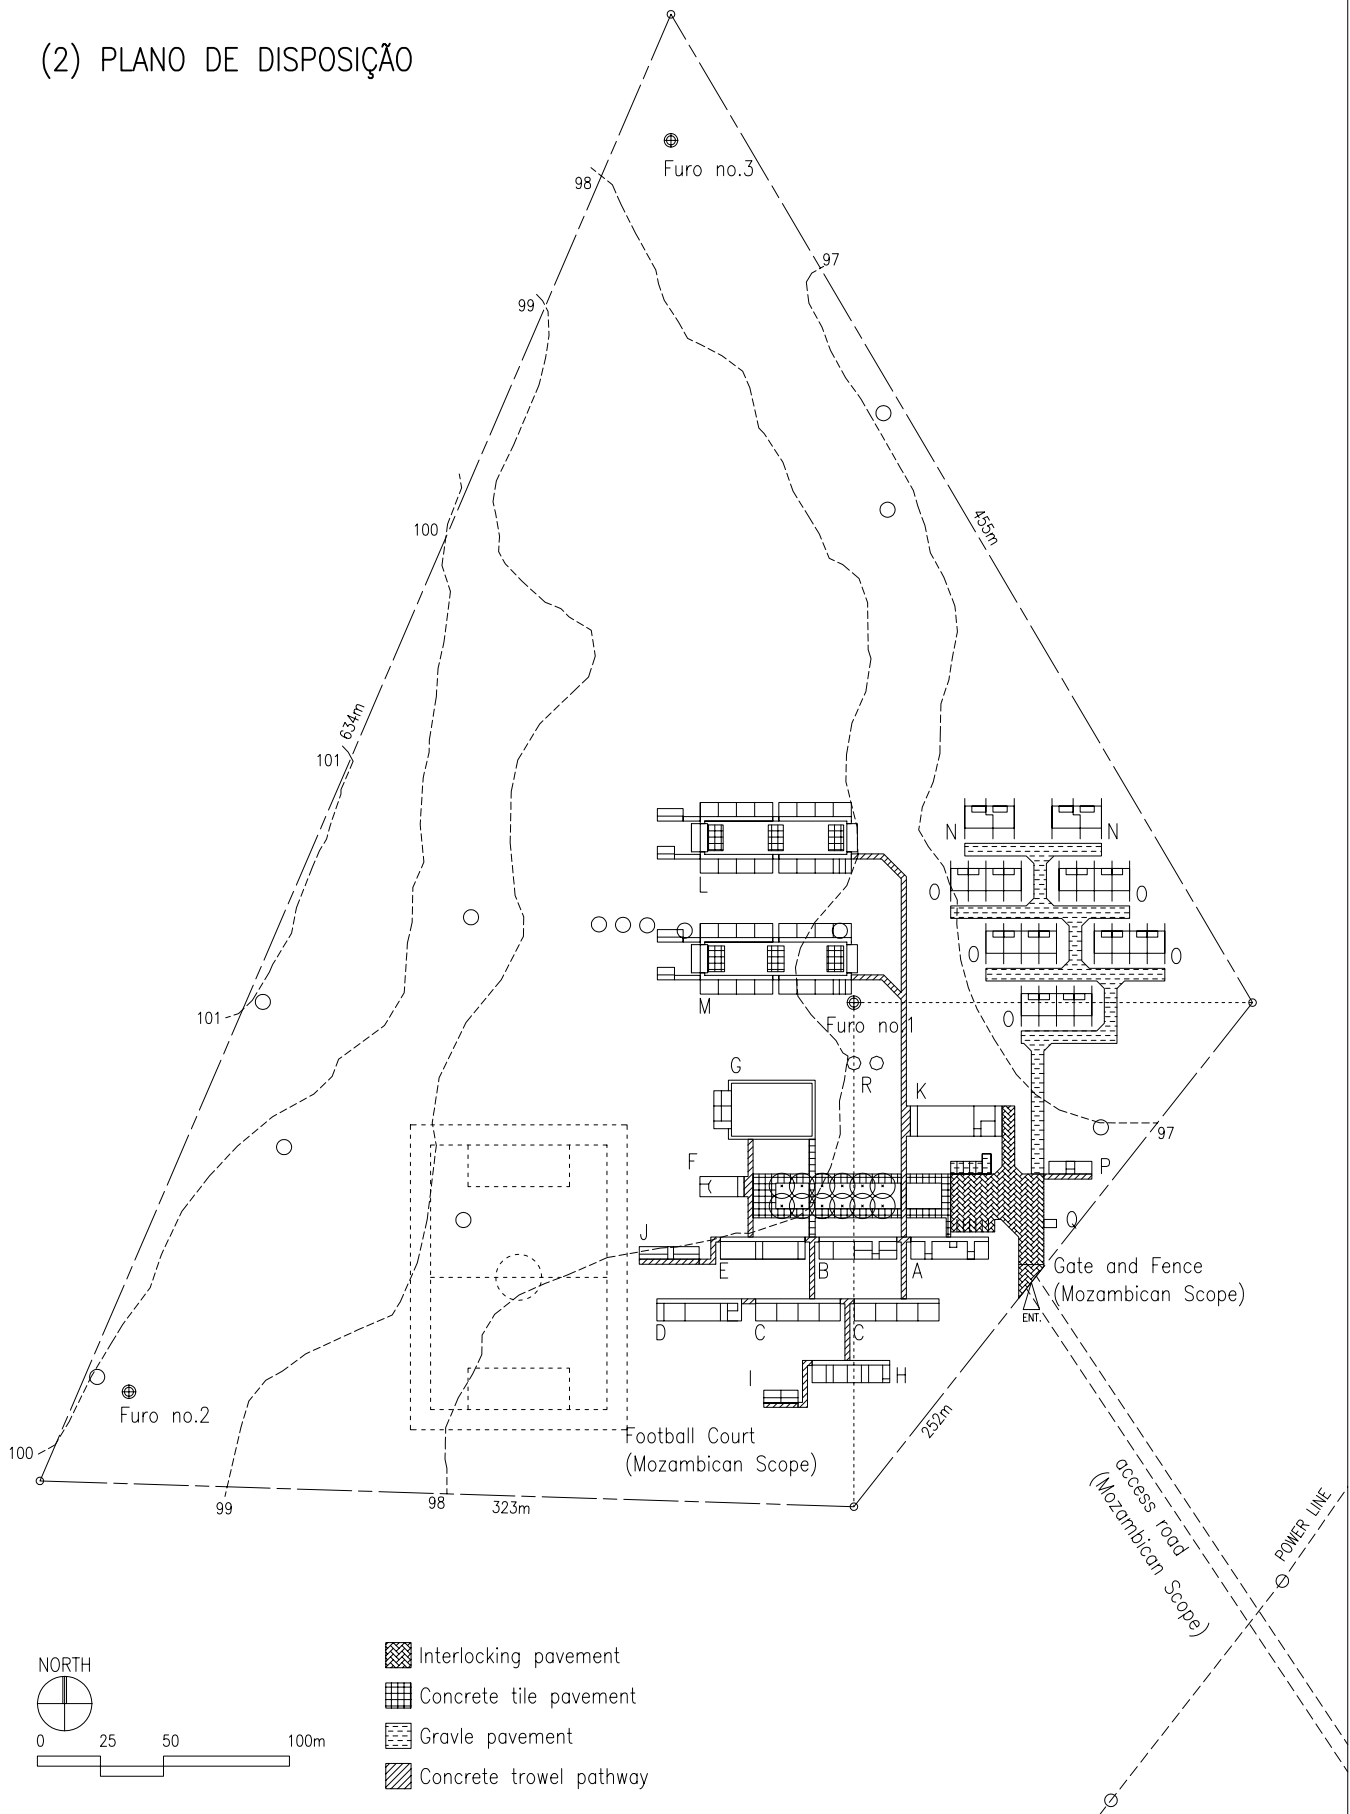 (2) PLANO DE DISPOSIÇÃO
Furo no.3
98
97
99
455m
100
634m
101
N
N
L
O
O
O
O
M
101
Furo no.1
O
R
G
K
97
F
P
J
Q
E
B
A
Gate and Fence
(Mozambican Scope)
ENT.
D
C
C
I
H
Furo no.2
252m
Football Court
(Mozambican Scope)
100
99
98
323m
access road
(Mozambican Scope)
POWER LINE
NORTH
0 25 50 100m
Interlocking pavement
Concrete tile pavement
Gravle pavement
Concrete trowel pathway